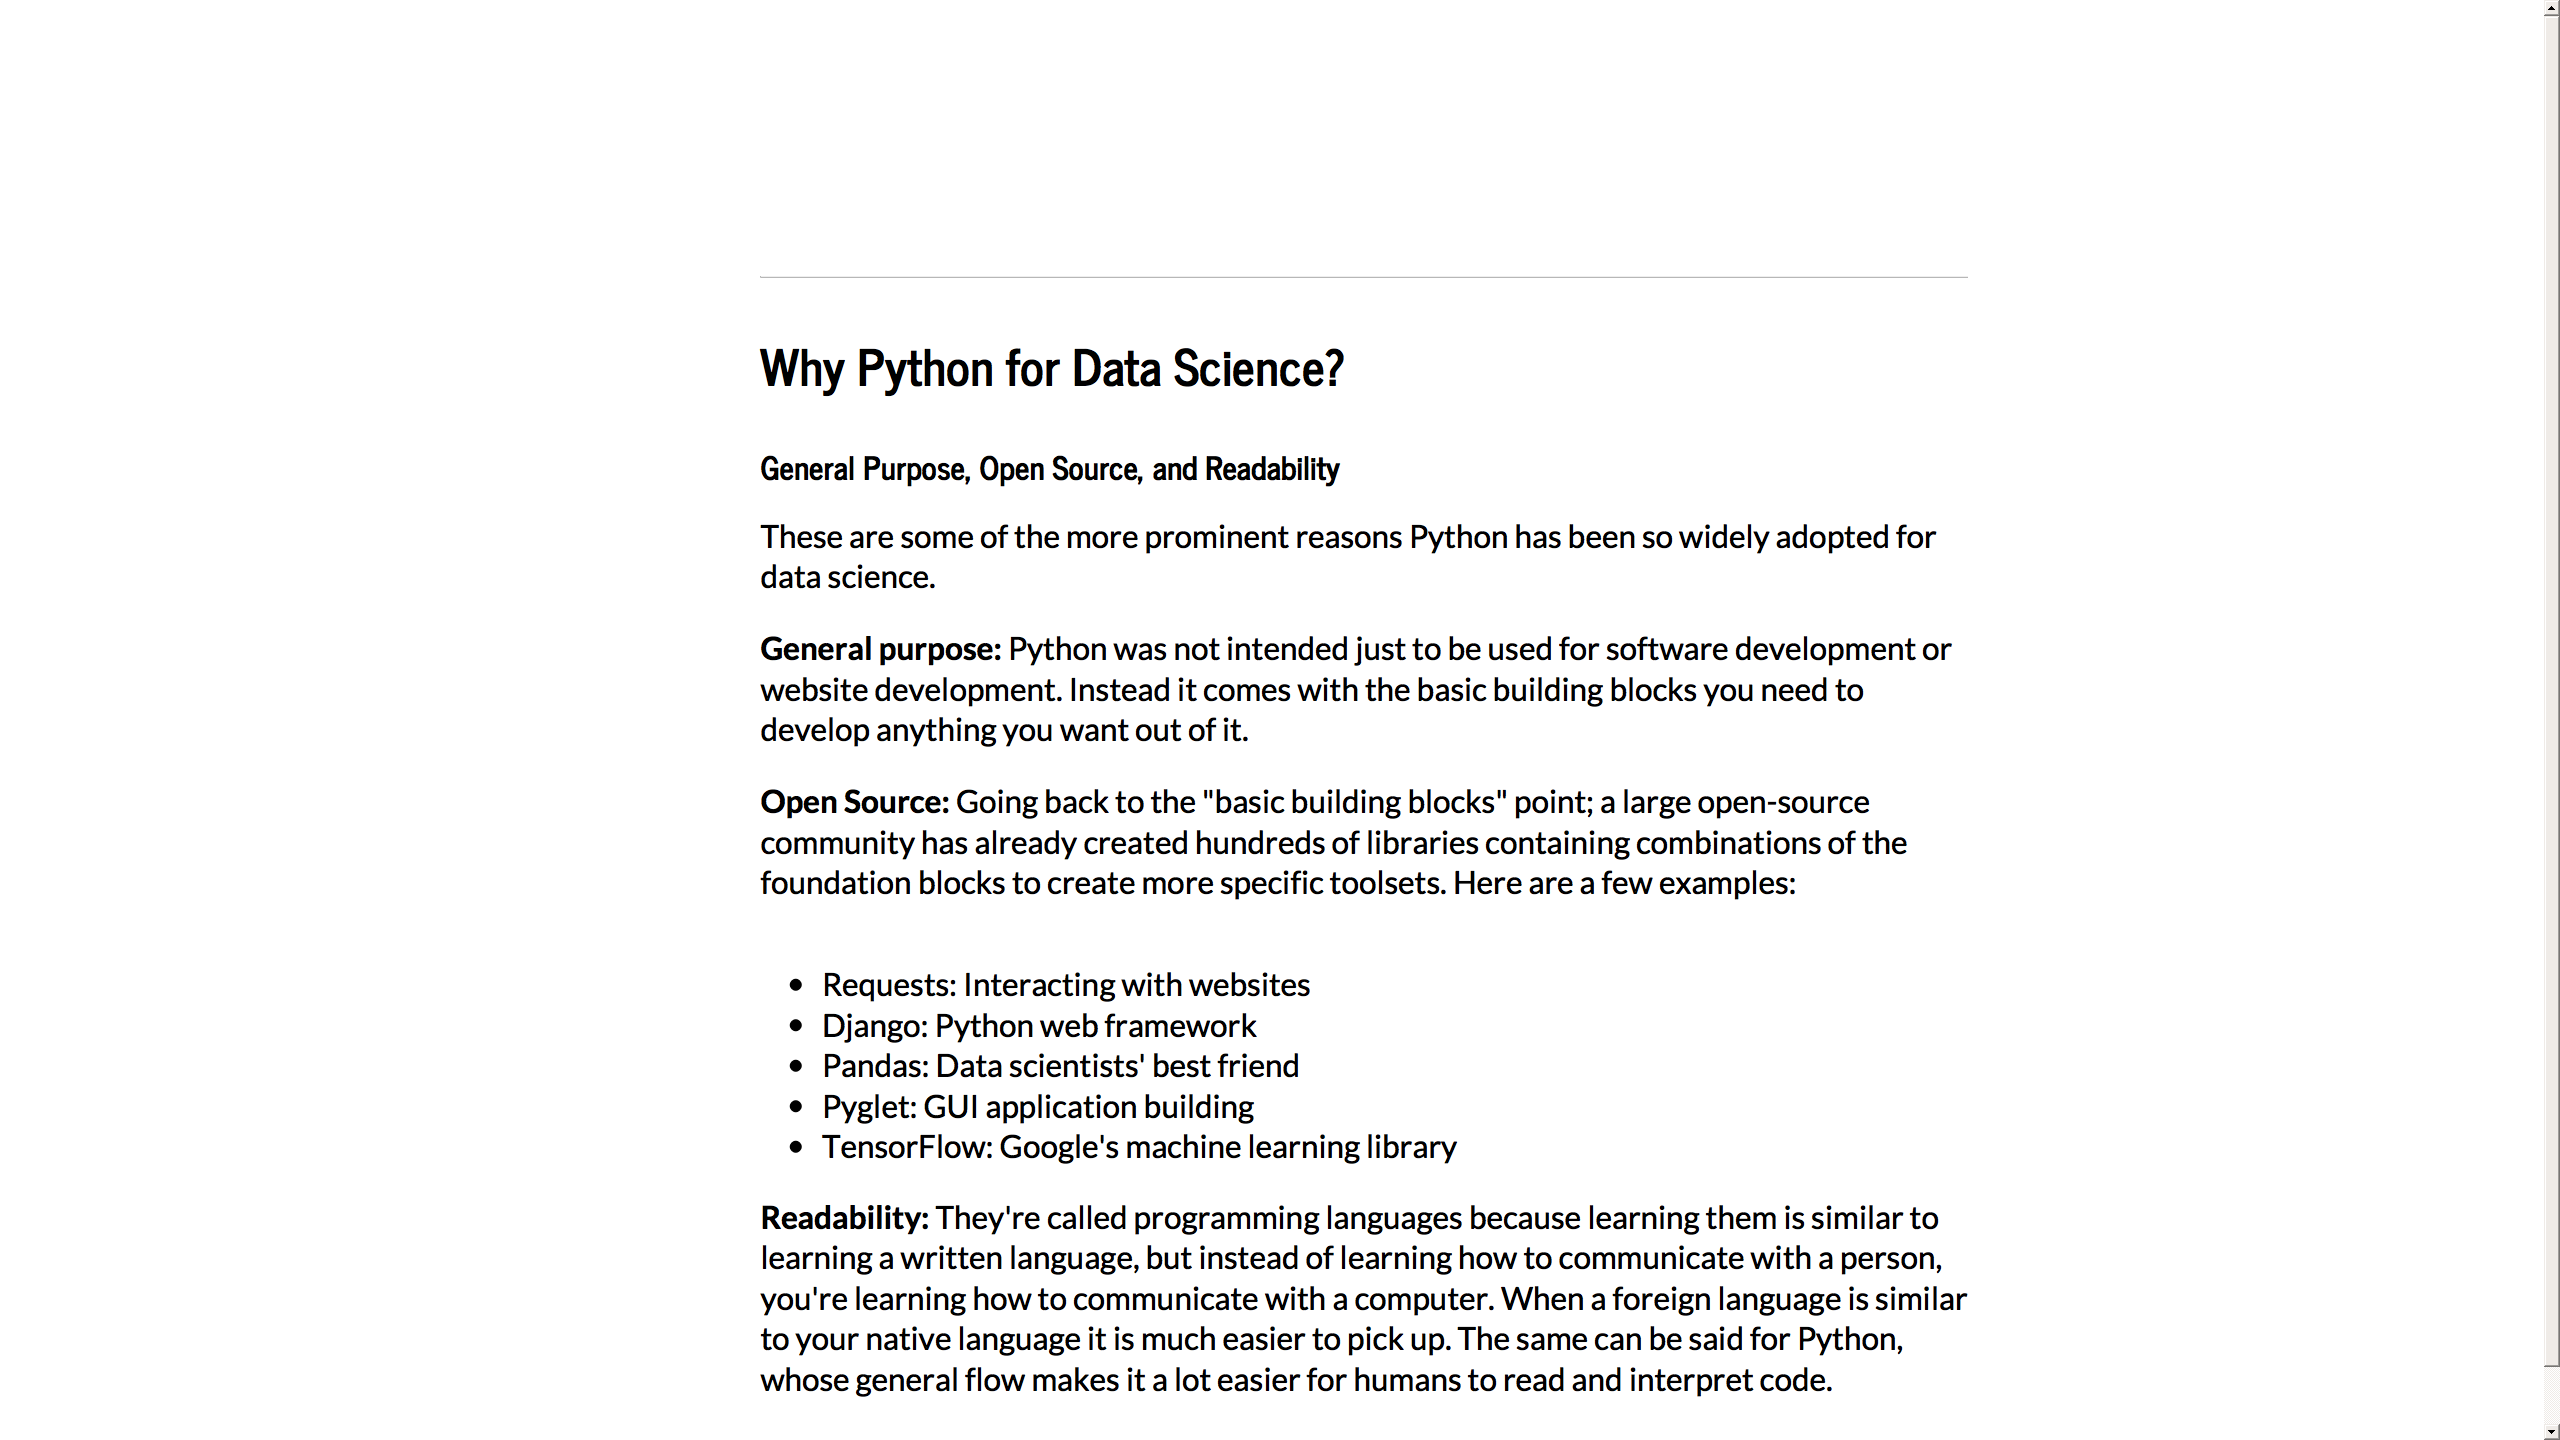 Why Python for Data Science?
General Purpose, Open Source, and Readability
These are some of the more prominent reasons Python has been so widely adopted for
data science.
General purpose: Python was not intended just to be used for software development or
website development. Instead it comes with the basic building blocks you need to
develop anything you want out of it.
Open Source: Going back to the "basic building blocks" point; a large open-source
community has already created hundreds of libraries containing combinations of the
foundation blocks to create more specific toolsets. Here are a few examples:
• Requests: Interacting with websites
• Django: Python web framework
• Pandas: Data scientists' best friend
• Pyglet: GUI application building
• TensorFlow: Google's machine learning library
Readability: They're called programming languages because learning them is similar to
learning a written language, but instead of learning how to communicate with a person,
you're learning how to communicate with a computer. When a foreign language is similar
to your native language it is much easier to pick up. The same can be said for Python,
whose general flow makes it a lot easier for humans to read and interpret code.